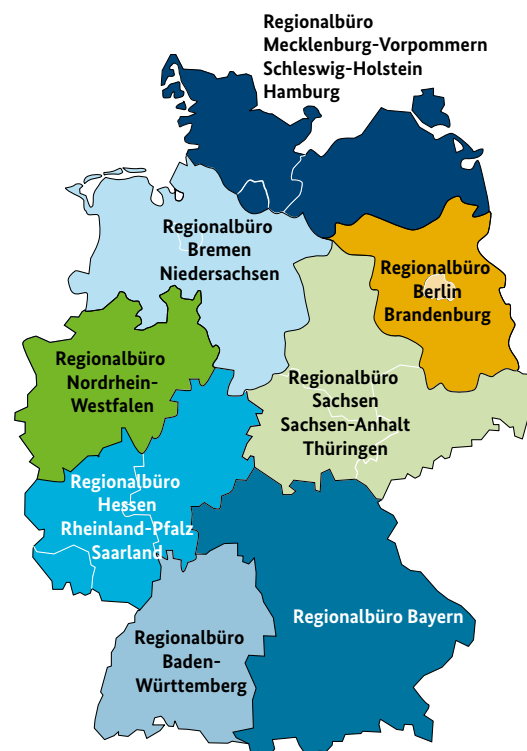 Regionalbüro
Mecklenburg-Vorpommern
Schleswig-Holstein
Hamburg
Regionalbüro
Bremen
Niedersachsen
Regionalbüro
Berlin
Brandenburg
Regionalbüro
Nordrhein-
Westfalen
Regionalbüro
Sachsen
Sachsen-Anhalt
Thüringen
Regionalbüro
Hessen
Rheinland-Pfalz
Saarland
Regionalbüro Bayern
Regionalbüro
Baden-
Württemberg